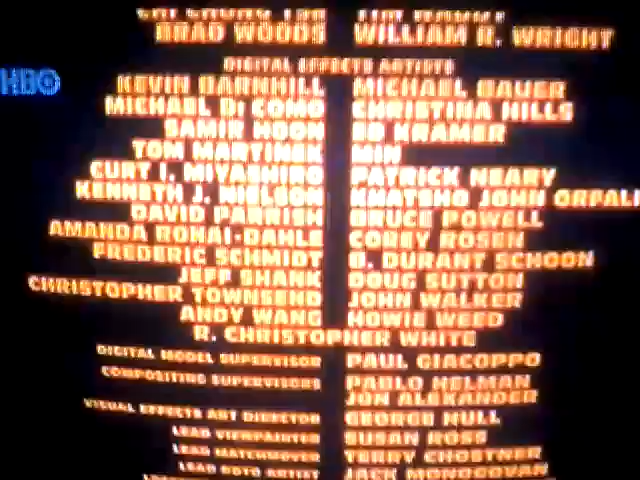 BRAD WOODS WILLIAM R. WRIGHT
DIGITAL EFFECTS ARTISTS
HBO
KEVIN BARNHILL MICHAEL BAUER
MICHAEL DI COMO CHRISTINA HILLS
SAMIR HOON ED KRAMER
TOM MARTINEK MIN
CURT I. MIYASHIRO PATRICK NEARY
KENNETH J. NIELSON KHATSHO JOHN ORFALI
DAVID PARRISH BRUCE POWELL
AMANDA RONAI-DAHLE COREY ROSEN
FREDERIC SCHMIDT D. DURANT SCHOON
JEFF SHANK DOUG SUTTON
CHRISTOPHER TOWNSEND JOHN WALKER
ANDY WANG HOWIE WEED
R. CHRISTOPHER WHITE
DIGITAL MODEL SUPERVISOR PAUL GIACOPPO
COMPOSITING SUPERVISORS PABLO HELMAN
JON ALEXANDER
VISUAL EFFECTS ART DIRECTOR GEORGE HULL
LEAD VIEWPAINTER SUSAN ROSS
LEAD MATCHMOVER TERRY CHOSTNER
LEAD ROTO ARTIST JACK MONGOVAN